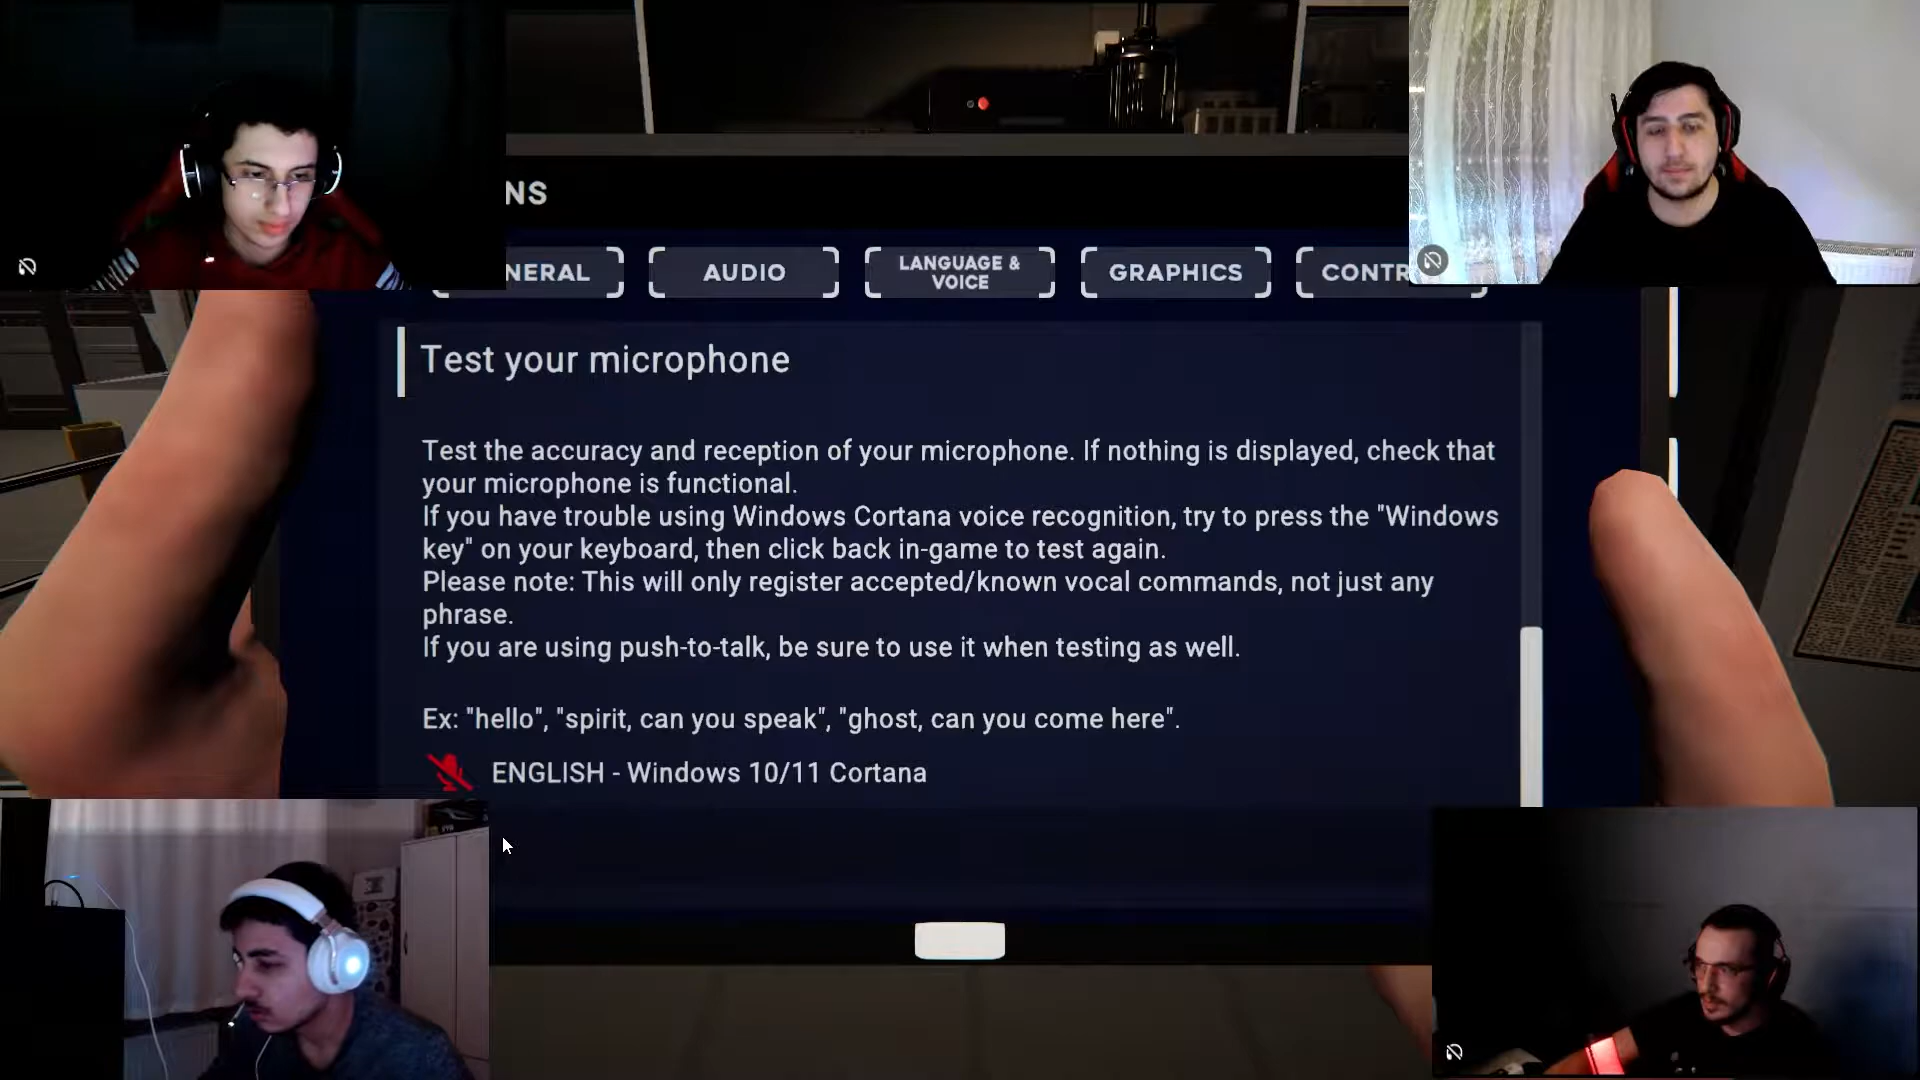 NS
NERAL
AUDIO
LANGUAGE &
VOICE
GRAPHICS
CONTR
Test your microphone
Test the accuracy and reception of your microphone. If nothing is displayed, check that
your microphone is functional.
If you have trouble using Windows Cortana voice recognition, try to press the "Windows
key" on your keyboard, then click back in-game to test again.
Please note: This will only register accepted/known vocal commands, not just any
phrase.
If you are using push-to-talk, be sure to use it when testing as well.
Ex: "hello", "spirit, can you speak", "ghost, can you come here".
ENGLISH - Windows 10/11 Cortana